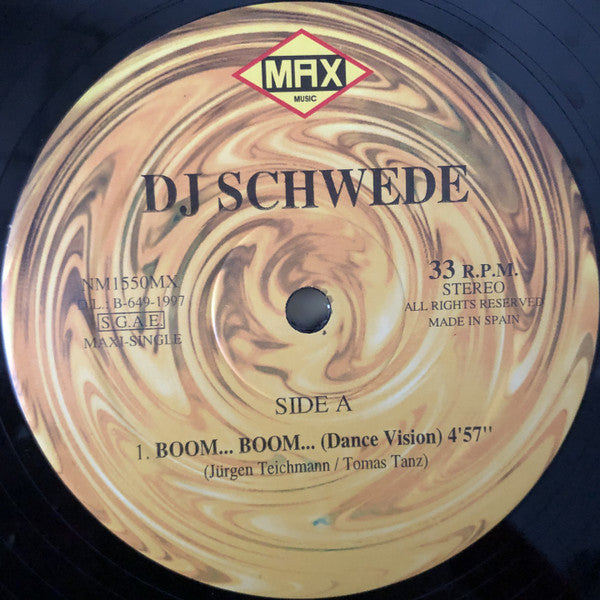 MAX
MUSIC
DJ SCHWEDE
NM1550MX
D.L.: B-649-1997
S.G.A.E.
MAXI-SINGLE
33 R.P.M.
STEREO
ALL RIGHTS RESERVED
MADE IN SPAIN
SIDE A
1. BOOM... BOOM... (Dance Vision) 4'57"
(Jürgen Teichmann / Tomas Tanz)